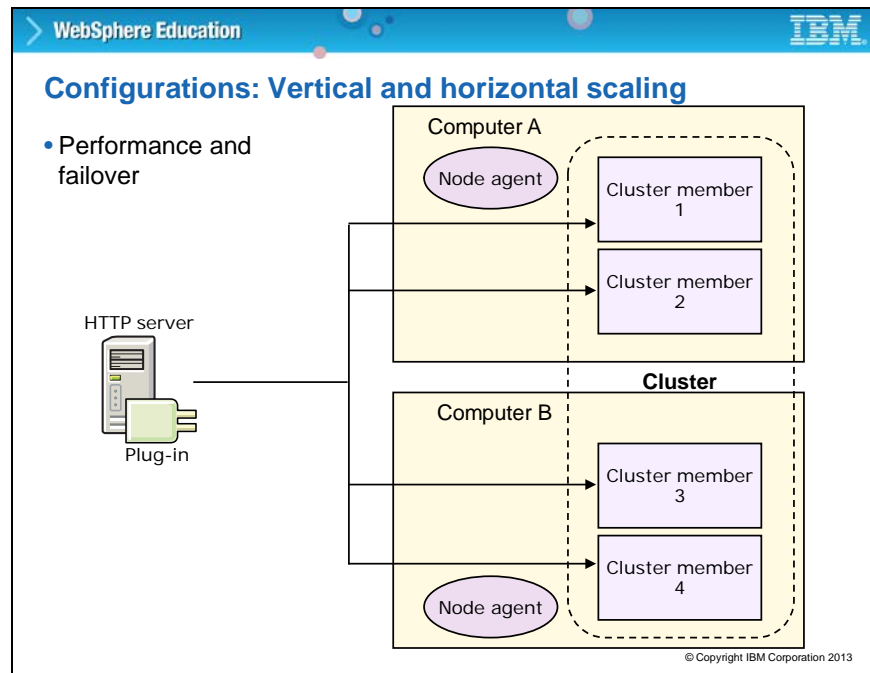 WebSphere Education
IBM
Configurations: Vertical and horizontal scaling
• Performance and
failover
HTTP server
Plug-in
Computer A
Node agent
Cluster member
1
Cluster member
2
Cluster
Computer B
Cluster member
3
Cluster member
4
Node agent
© Copyright IBM Corporation 2013